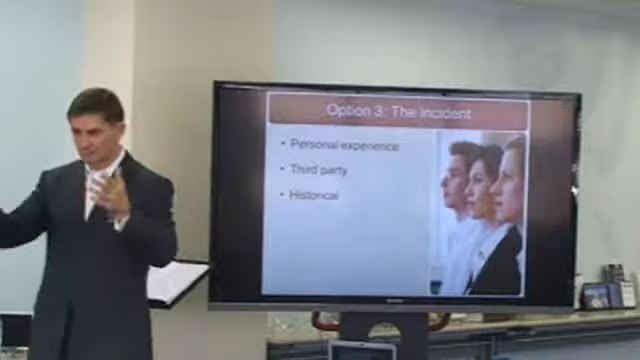 Option 3: The Incident
• Personal experience
• Third party
• Historical